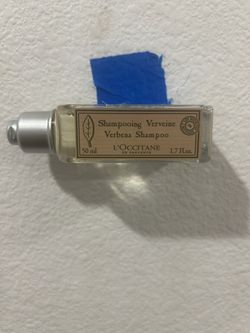 Shampooing Verveine
Verbena Shampoo
L'OCCITANE
EN PROVENCE
50 ml
1.7 Fl.oz.